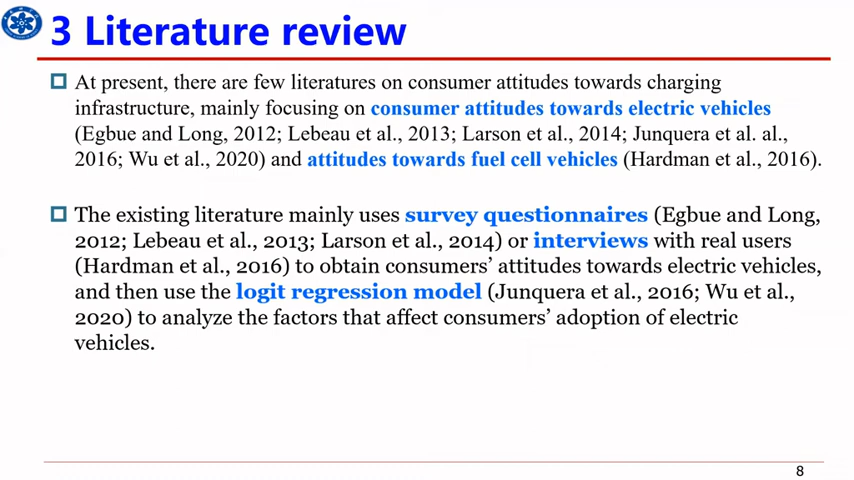 3 Literature review
At present, there are few literatures on consumer attitudes towards charging
infrastructure, mainly focusing on consumer attitudes towards electric vehicles
(Egbue and Long, 2012; Lebeau et al., 2013; Larson et al., 2014; Junquera et al. al.,
2016; Wu et al., 2020) and attitudes towards fuel cell vehicles (Hardman et al., 2016).
The existing literature mainly uses survey questionnaires (Egbue and Long,
2012; Lebeau et al., 2013; Larson et al., 2014) or interviews with real users
(Hardman et al., 2016) to obtain consumers’ attitudes towards electric vehicles,
and then use the logit regression model (Junquera et al., 2016; Wu et al.,
2020) to analyze the factors that affect consumers’ adoption of electric
vehicles.
8